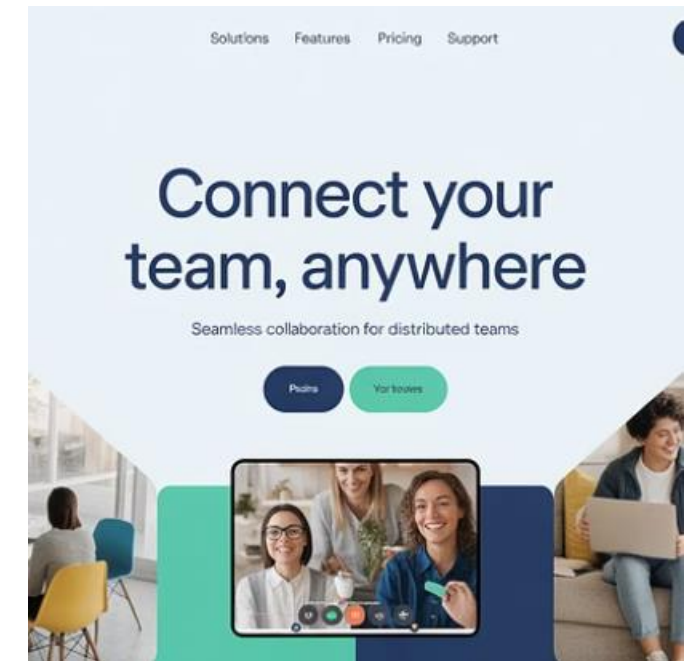 Solutions Features Pricing Support
Connect your
team, anywhere
Seamless collaboration for distributed teams